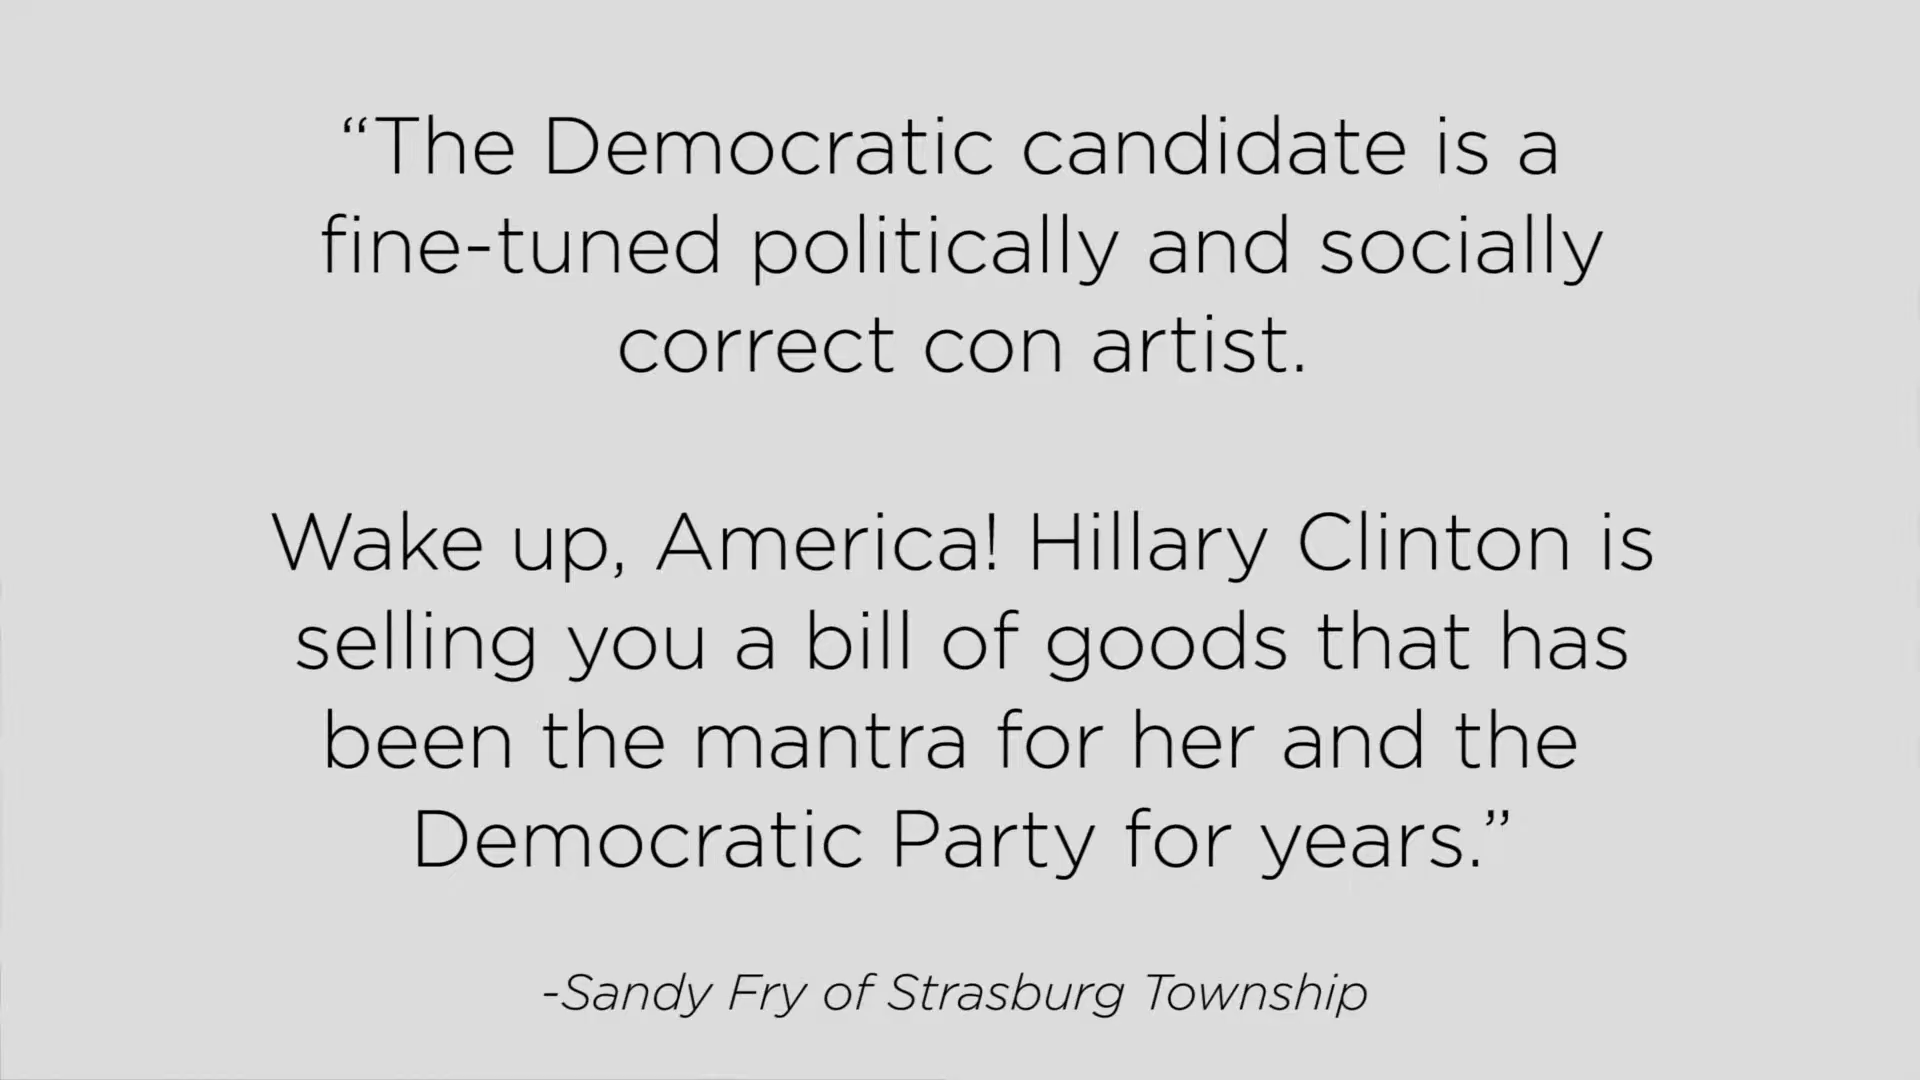 “The Democratic candidate is a
fine-tuned politically and socially
correct con artist.
Wake up, America! Hillary Clinton is
selling you a bill of goods that has
been the mantra for her and the
Democratic Party for years.”
-Sandy Fry of Strasburg Township